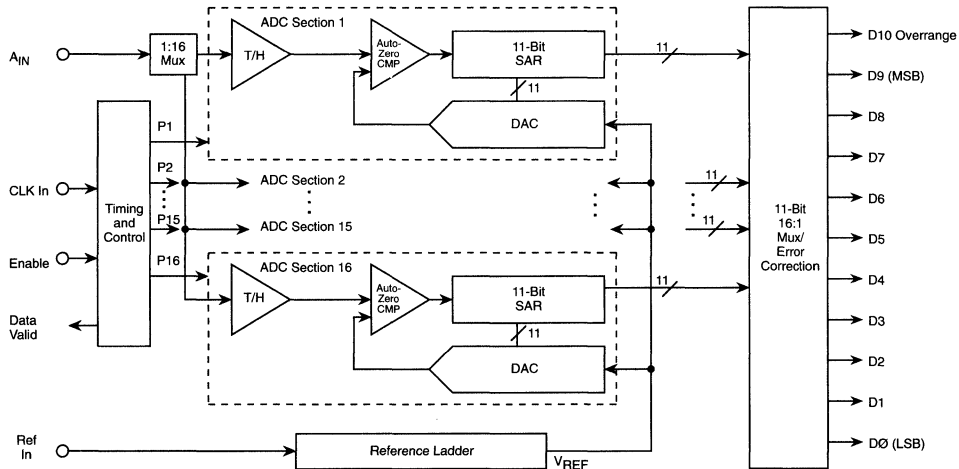 ADC Section 1
A_IN
1:16
Mux
T/H
Auto-
Zero
CMP
11-Bit
SAR
11
11
DAC
P1
P2
P15
P16
CLK In
Enable
Data
Valid
Timing
and
Control
ADC Section 2
ADC Section 15
11
11
ADC Section 16
T/H
Auto-
Zero
CMP
11-Bit
SAR
11
11
DAC
Ref
In
Reference Ladder
V_REF
11-Bit
16:1
Mux/
Error
Correction
D10 Overrange
D9 (MSB)
D8
D7
D6
D5
D4
D3
D2
D1
DØ (LSB)